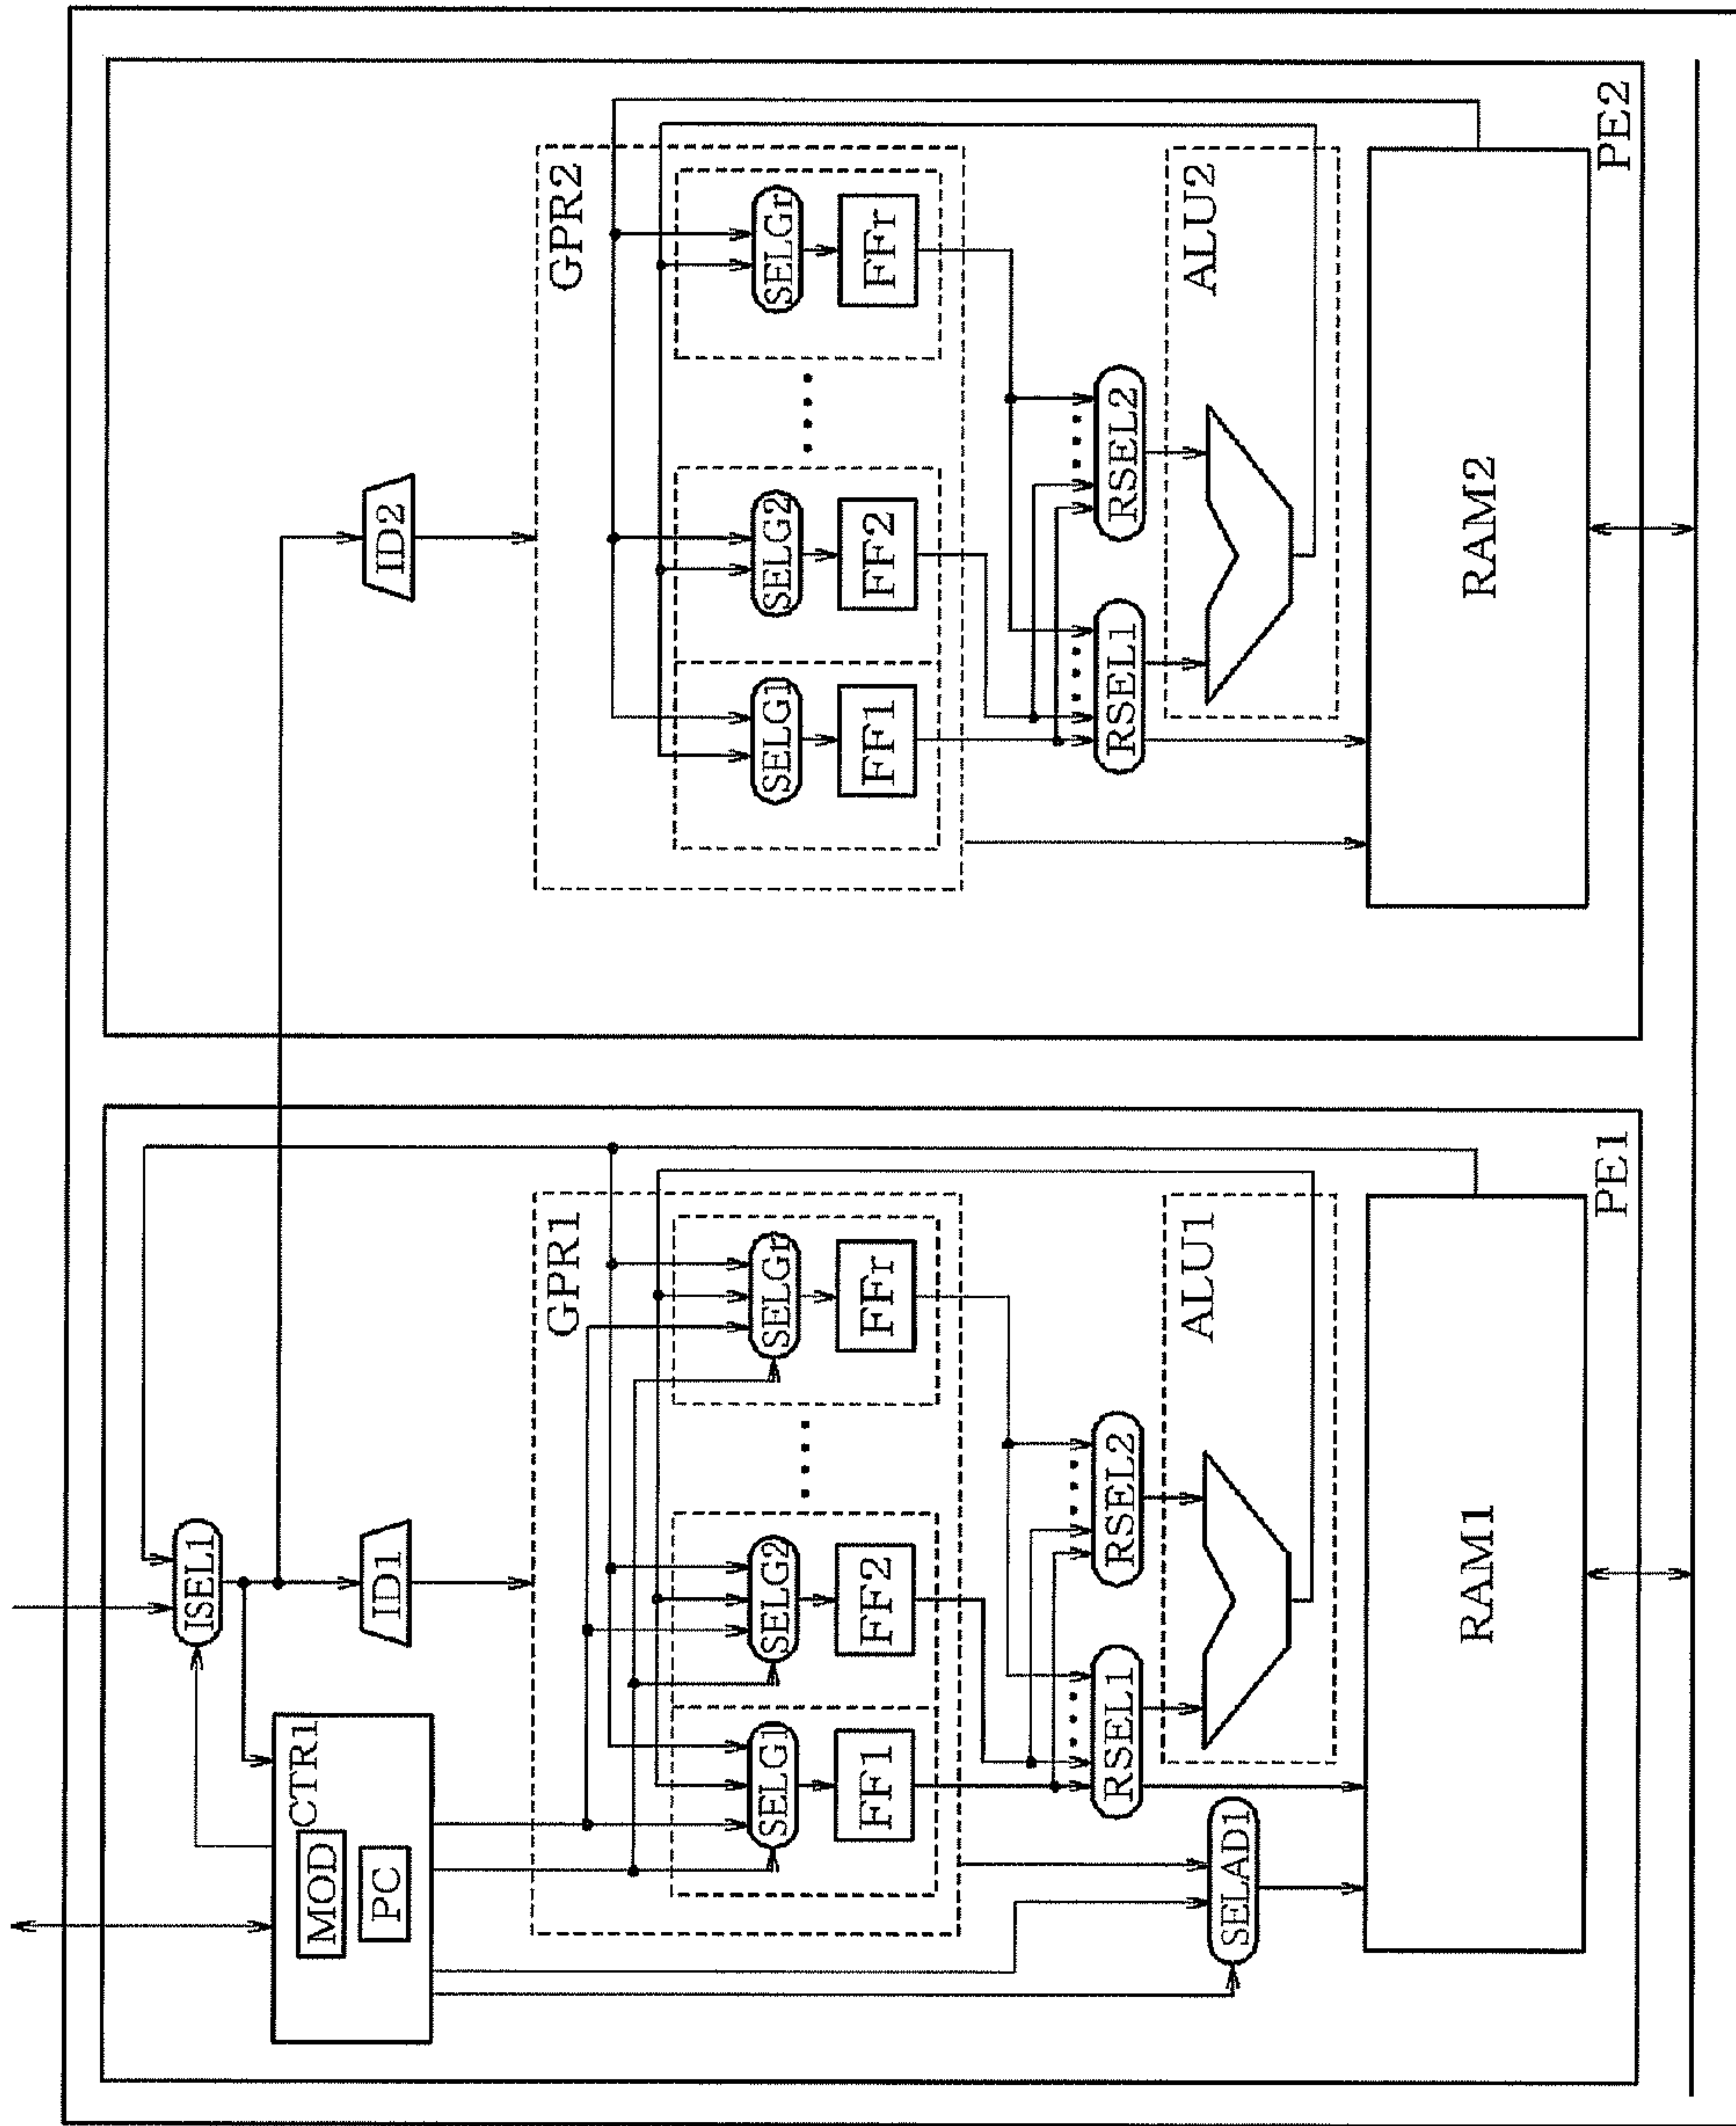 ISEL1
CTR1
MOD
PC
ID1
GPR1
SELG1
SELG2
SELGr
FF1
FF2
FFr
RSEL1
RSEL2
SELAD1
ALU1
RAM1
PE1
ID2
GPR2
SELG1
SELG2
SELGr
FF1
FF2
FFr
RSEL1
RSEL2
ALU2
RAM2
PE2